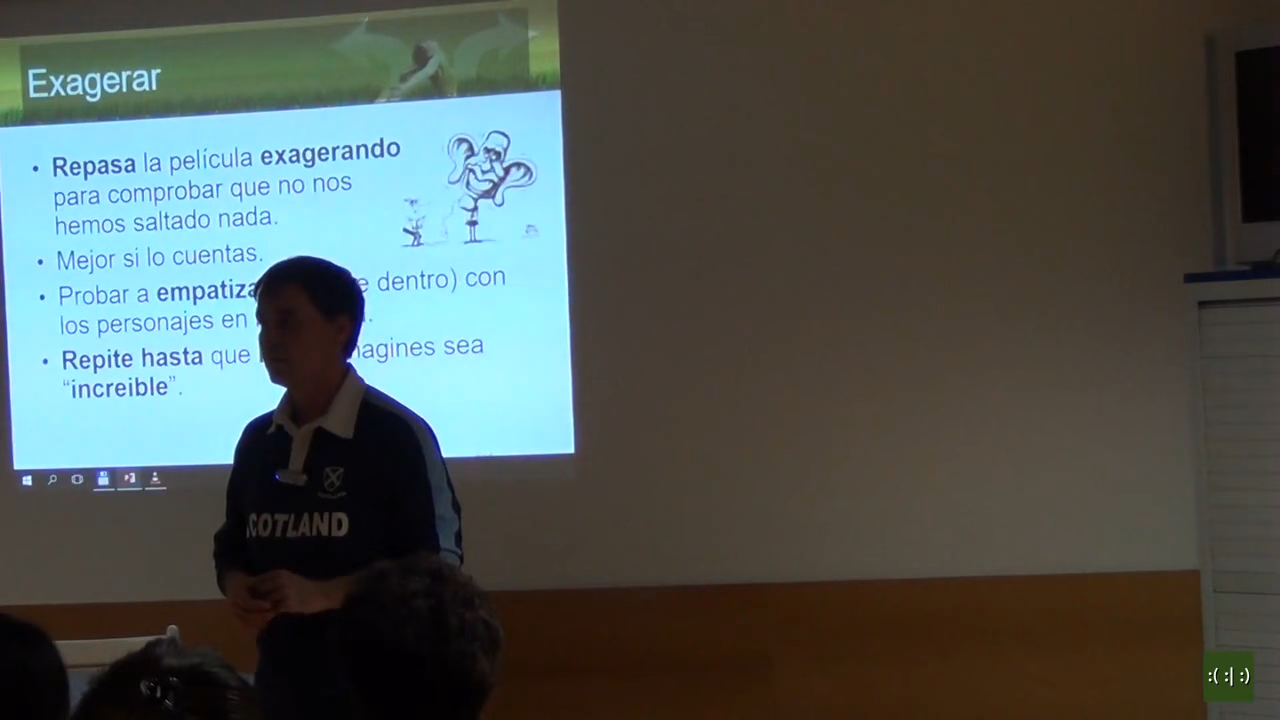 Exagerar
• Repasa la película exagerando
para comprobar que no nos
hemos saltado nada.
• Mejor si lo cuentas.
• Probar a empatiza e dentro) con
los personajes en
• Repite hasta que magines sea
“increible”.
COTLAND
:( :| :)